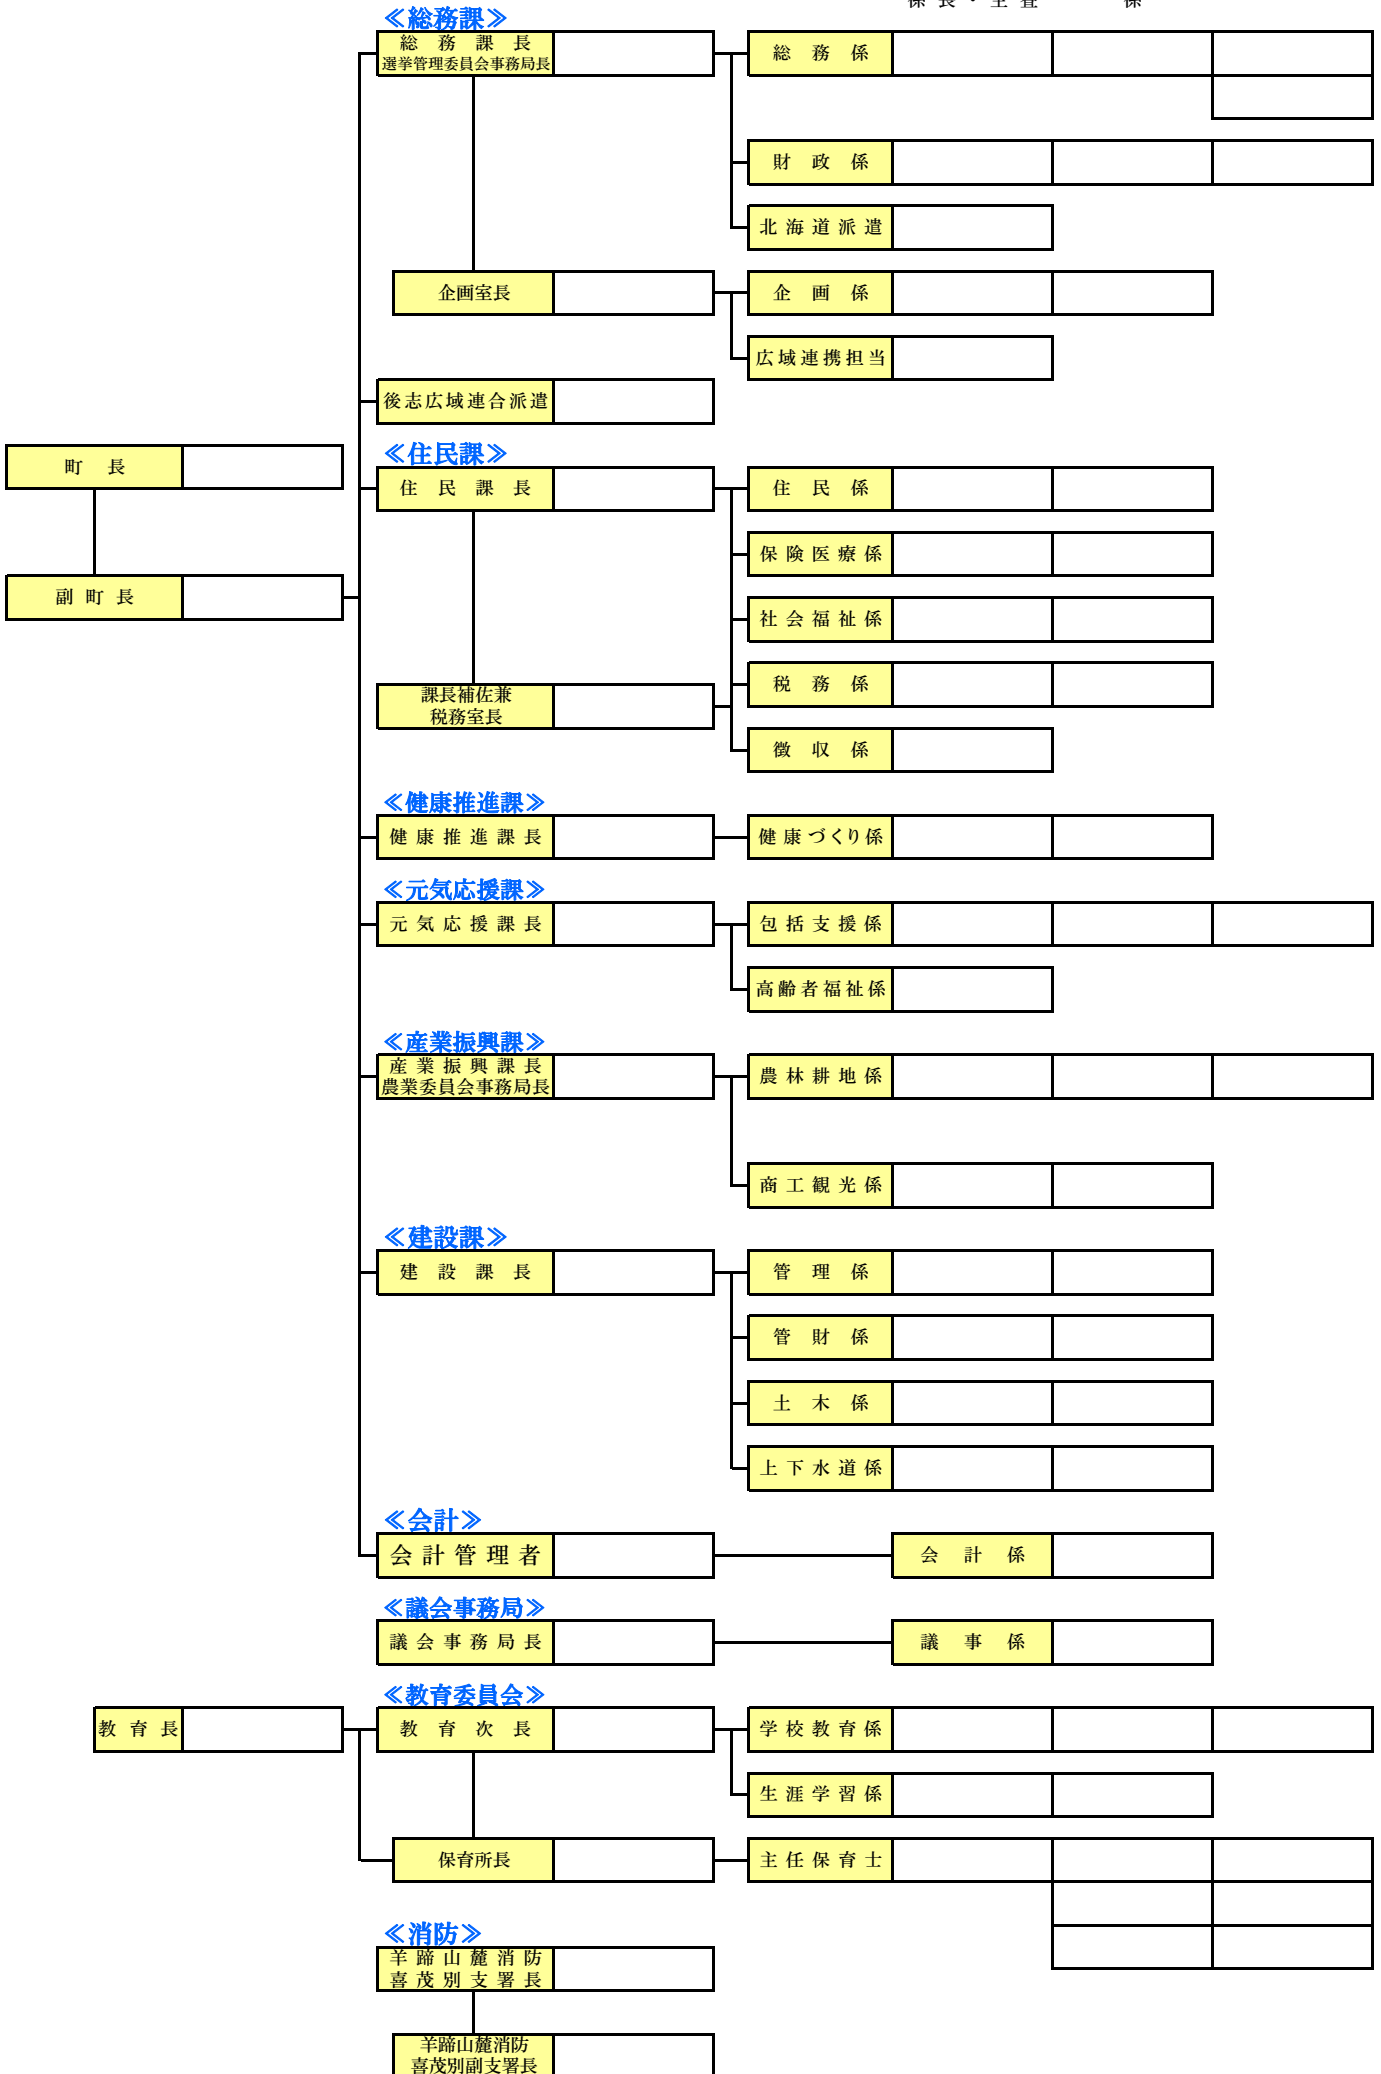 係長・主査　係
≪総務課≫
総務課長
選挙管理委員会事務局長
総務係
財政係
北海道派遣
企画室長
企画係
広域連携担当
後志広域連合派遣
町長
副町長
≪住民課≫
住民課長
住民係
保険医療係
社会福祉係
税務係
課長補佐兼
税務室長
徴収係
≪健康推進課≫
健康推進課長
健康づくり係
≪元気応援課≫
元気応援課長
包括支援係
高齢者福祉係
≪産業振興課≫
産業振興課長
農業委員会事務局長
農林耕地係
商工観光係
≪建設課≫
建設課長
管理係
管財係
土木係
上下水道係
≪会計≫
会計管理者
会計係
≪議会事務局≫
議会事務局長
議事係
≪教育委員会≫
教育長
教育次長
学校教育係
生涯学習係
保育所長
主任保育士
≪消防≫
羊蹄山麓消防
喜茂別支署長
羊蹄山麓消防
喜茂別副支署長